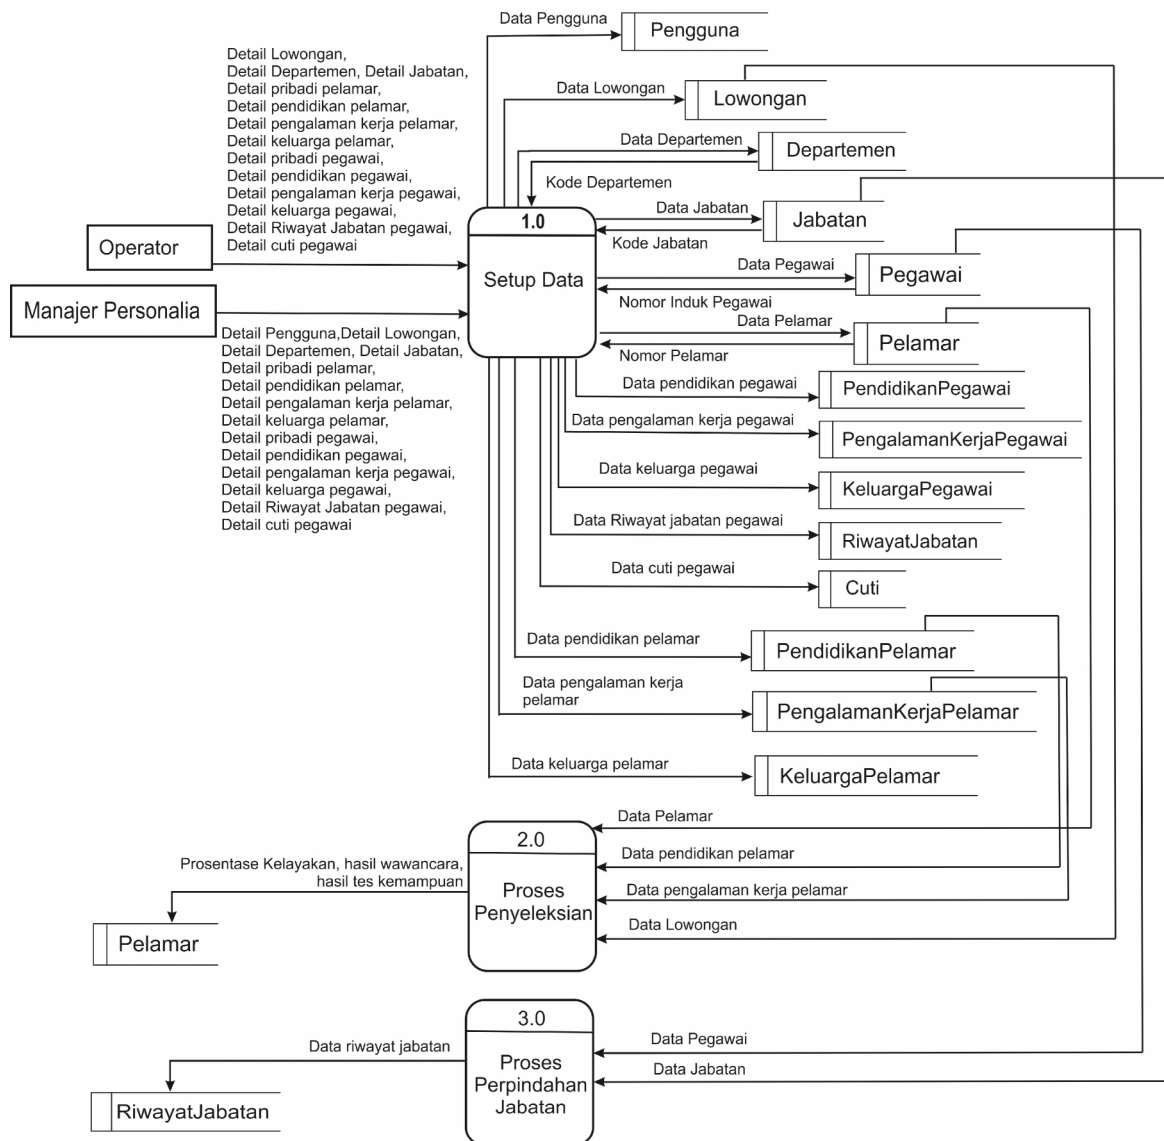 Data Pengguna
Pengguna
Detail Lowongan,
Detail Departemen, Detail Jabatan,
Detail pribadi pelamar,
Detail pendidikan pelamar,
Detail pengalaman kerja pelamar,
Detail keluarga pelamar,
Detail pribadi pegawai,
Detail pendidikan pegawai,
Detail pengalaman kerja pegawai,
Detail keluarga pegawai,
Detail Riwayat Jabatan pegawai,
Detail cuti pegawai
Data Lowongan
Lowongan
Data Departemen
Departemen
Kode Departemen
Operator
1.0
Setup Data
Data Jabatan
Jabatan
Kode Jabatan
Data Pegawai
Pegawai
Nomor Induk Pegawai
Manajer Personalia
Data Pelamar
Pelamar
Nomor Pelamar
Detail Pengguna,Detail Lowongan,
Detail Departemen, Detail Jabatan,
Detail pribadi pelamar,
Detail pendidikan pelamar,
Detail pengalaman kerja pelamar,
Detail keluarga pelamar,
Detail pribadi pegawai,
Detail pendidikan pegawai,
Detail pengalaman kerja pegawai,
Detail keluarga pegawai,
Detail Riwayat Jabatan pegawai,
Detail cuti pegawai
Data pendidikan pegawai
PendidikanPegawai
Data pengalaman kerja pegawai
PengalamanKerjaPegawai
Data keluarga pegawai
KeluargaPegawai
Data Riwayat jabatan pegawai
RiwayatJabatan
Data cuti pegawai
Cuti
Data pendidikan pelamar
PendidikanPelamar
Data pengalaman kerja
pelamar
PengalamanKerjaPelamar
Data keluarga pelamar
KeluargaPelamar
Data Pelamar
2.0
Proses
Penyeleksian
Data pendidikan pelamar
Prosentase Kelayakan, hasil wawancara,
hasil tes kemampuan
Data pengalaman kerja pelamar
Data Lowongan
Pelamar
3.0
Proses
Perpindahan
Jabatan
Data Pegawai
Data riwayat jabatan
Data Jabatan
RiwayatJabatan